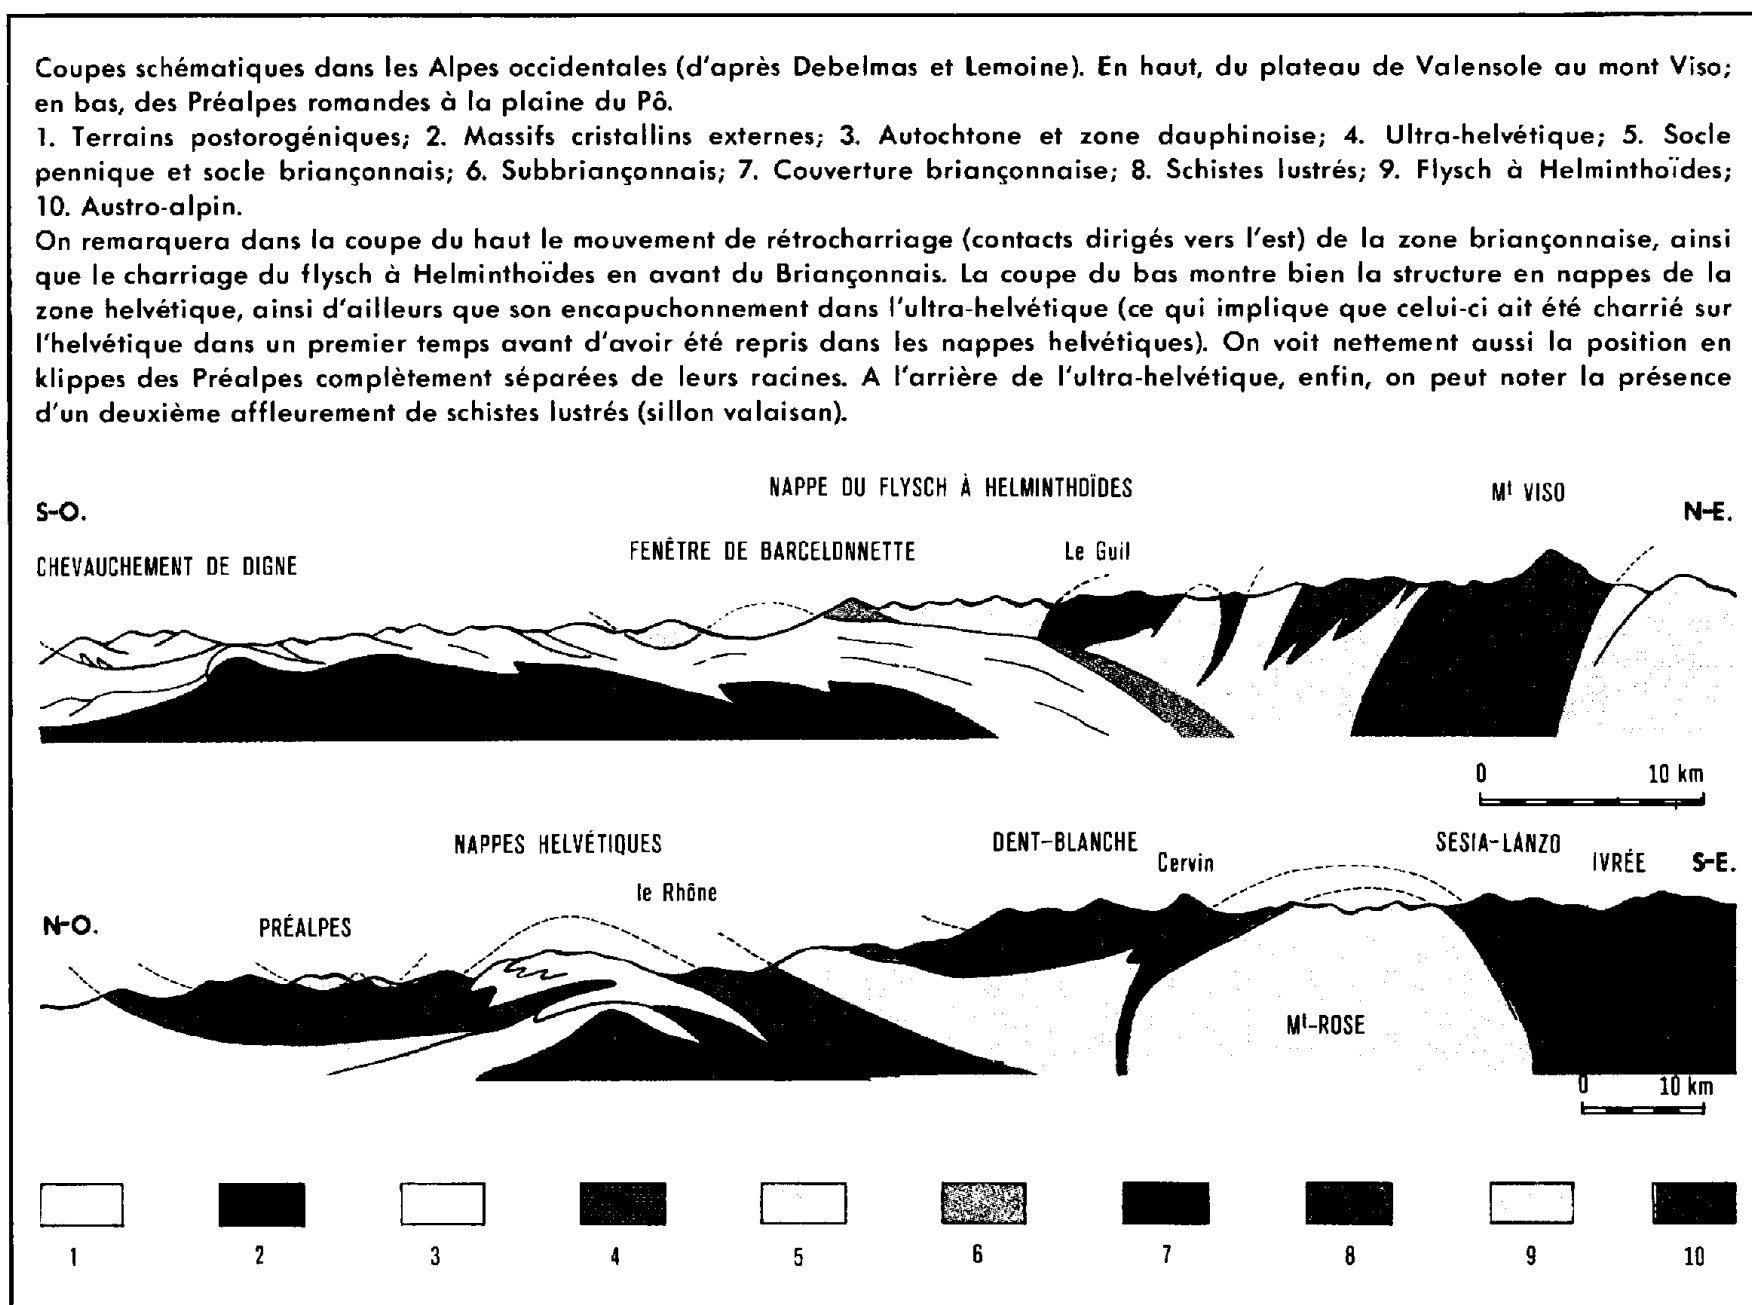 Coupes schématiques dans les Alpes occidentales (d'après Debelmas et Lemoine). En haut, du plateau de Valensole au mont Viso;
en bas, des Préalpes romandes à la plaine du Pô.
1. Terrains postorogéniques; 2. Massifs cristallins externes; 3. Autochtone et zone dauphinoise; 4. Ultra-helvétique; 5. Socle
pennique et socle briançonnais; 6. Subbriançonnais; 7. Couverture briançonnaise; 8. Schistes lustrés; 9. Flysch à Helminthoïdes;
10. Austro-alpin.
On remarquera dans la coupe du haut le mouvement de rétrocharriage (contacts dirigés vers l'est) de la zone briançonnaise, ainsi
que le charriage du flysch à Helminthoïdes en avant du Briançonnais. La coupe du bas montre bien la structure en nappes de la
zone helvétique, ainsi d'ailleurs que son encapuchonnement dans l'ultra-helvétique (ce qui implique que celui-ci ait été charrié sur
l'helvétique dans un premier temps avant d'avoir été repris dans les nappes helvétiques). On voit nettement aussi la position en
klippes des Préalpes complètement séparées de leurs racines. A l'arrière de l'ultra-helvétique, enfin, on peut noter la présence
d'un deuxième affleurement de schistes lustrés (sillon valaisan).
NAPPE DU FLYSCH À HELMINTHOÏDES
Mt VISO
S-O.
N-E.
CHEVAUCHEMENT DE DIGNE
FENÊTRE DE BARCELONNETTE
Le Guil
0 10 km
NAPPES HELVÉTIQUES
DENT-BLANCHE
SESIA-LANZO
Cervin
IVRÉE
S-E.
le Rhône
N-O.
PRÉALPES
Mt-ROSE
0 10 km
1 2 3 4 5 6 7 8 9 10